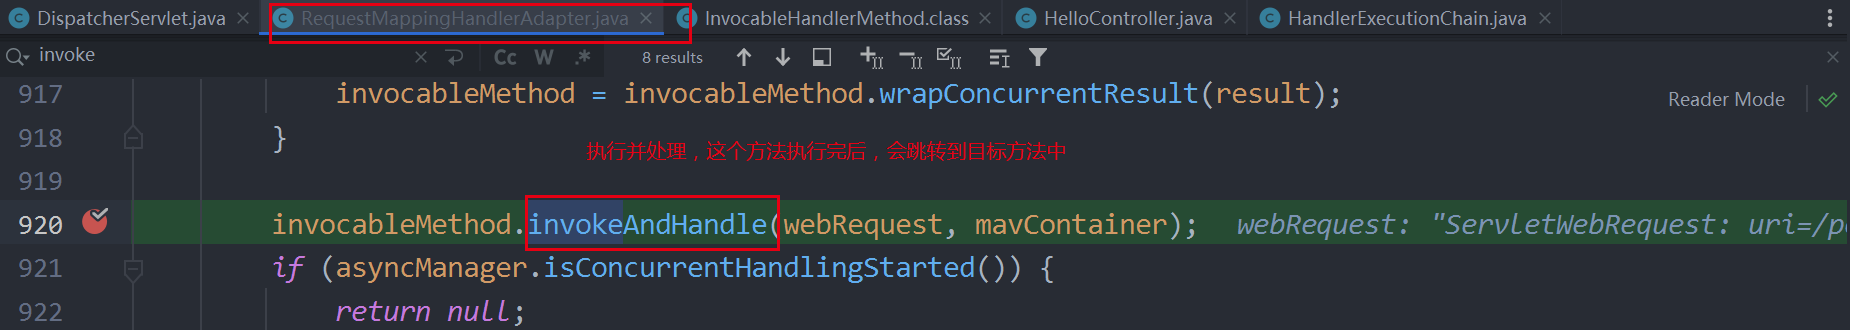 DispatcherServlet.java RequestMappingHandlerAdapter.java InvocableHandlerMethod.class HelloController.java HandlerExecutionChain.java
invoke Cc W .* 8 results
917 invocableMethod = invocableMethod.wrapConcurrentResult(result); Reader Mode
918 }
执行并处理，这个方法执行完后，会跳转到目标方法中
919
920 invocableMethod.invokeAndHandle(webRequest, mavContainer); webRequest: "ServletWebRequest: uri=/p
921 if (asyncManager.isConcurrentHandlingStarted()) {
922 return null;